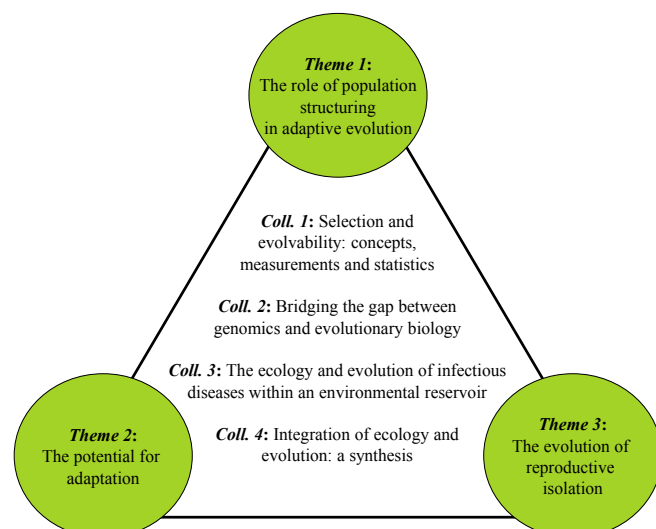 Theme 1:
The role of population
structuring
in adaptive evolution
Coll. 1: Selection and
evolvability: concepts,
measurements and statistics
Coll. 2: Bridging the gap between
genomics and evolutionary biology
Coll. 3: The ecology and evolution of infectious
diseases within an environmental reservoir
Coll. 4: Integration of ecology and
evolution: a synthesis
Theme 2:
The potential for
adaptation
Theme 3:
The evolution of
reproductive
isolation